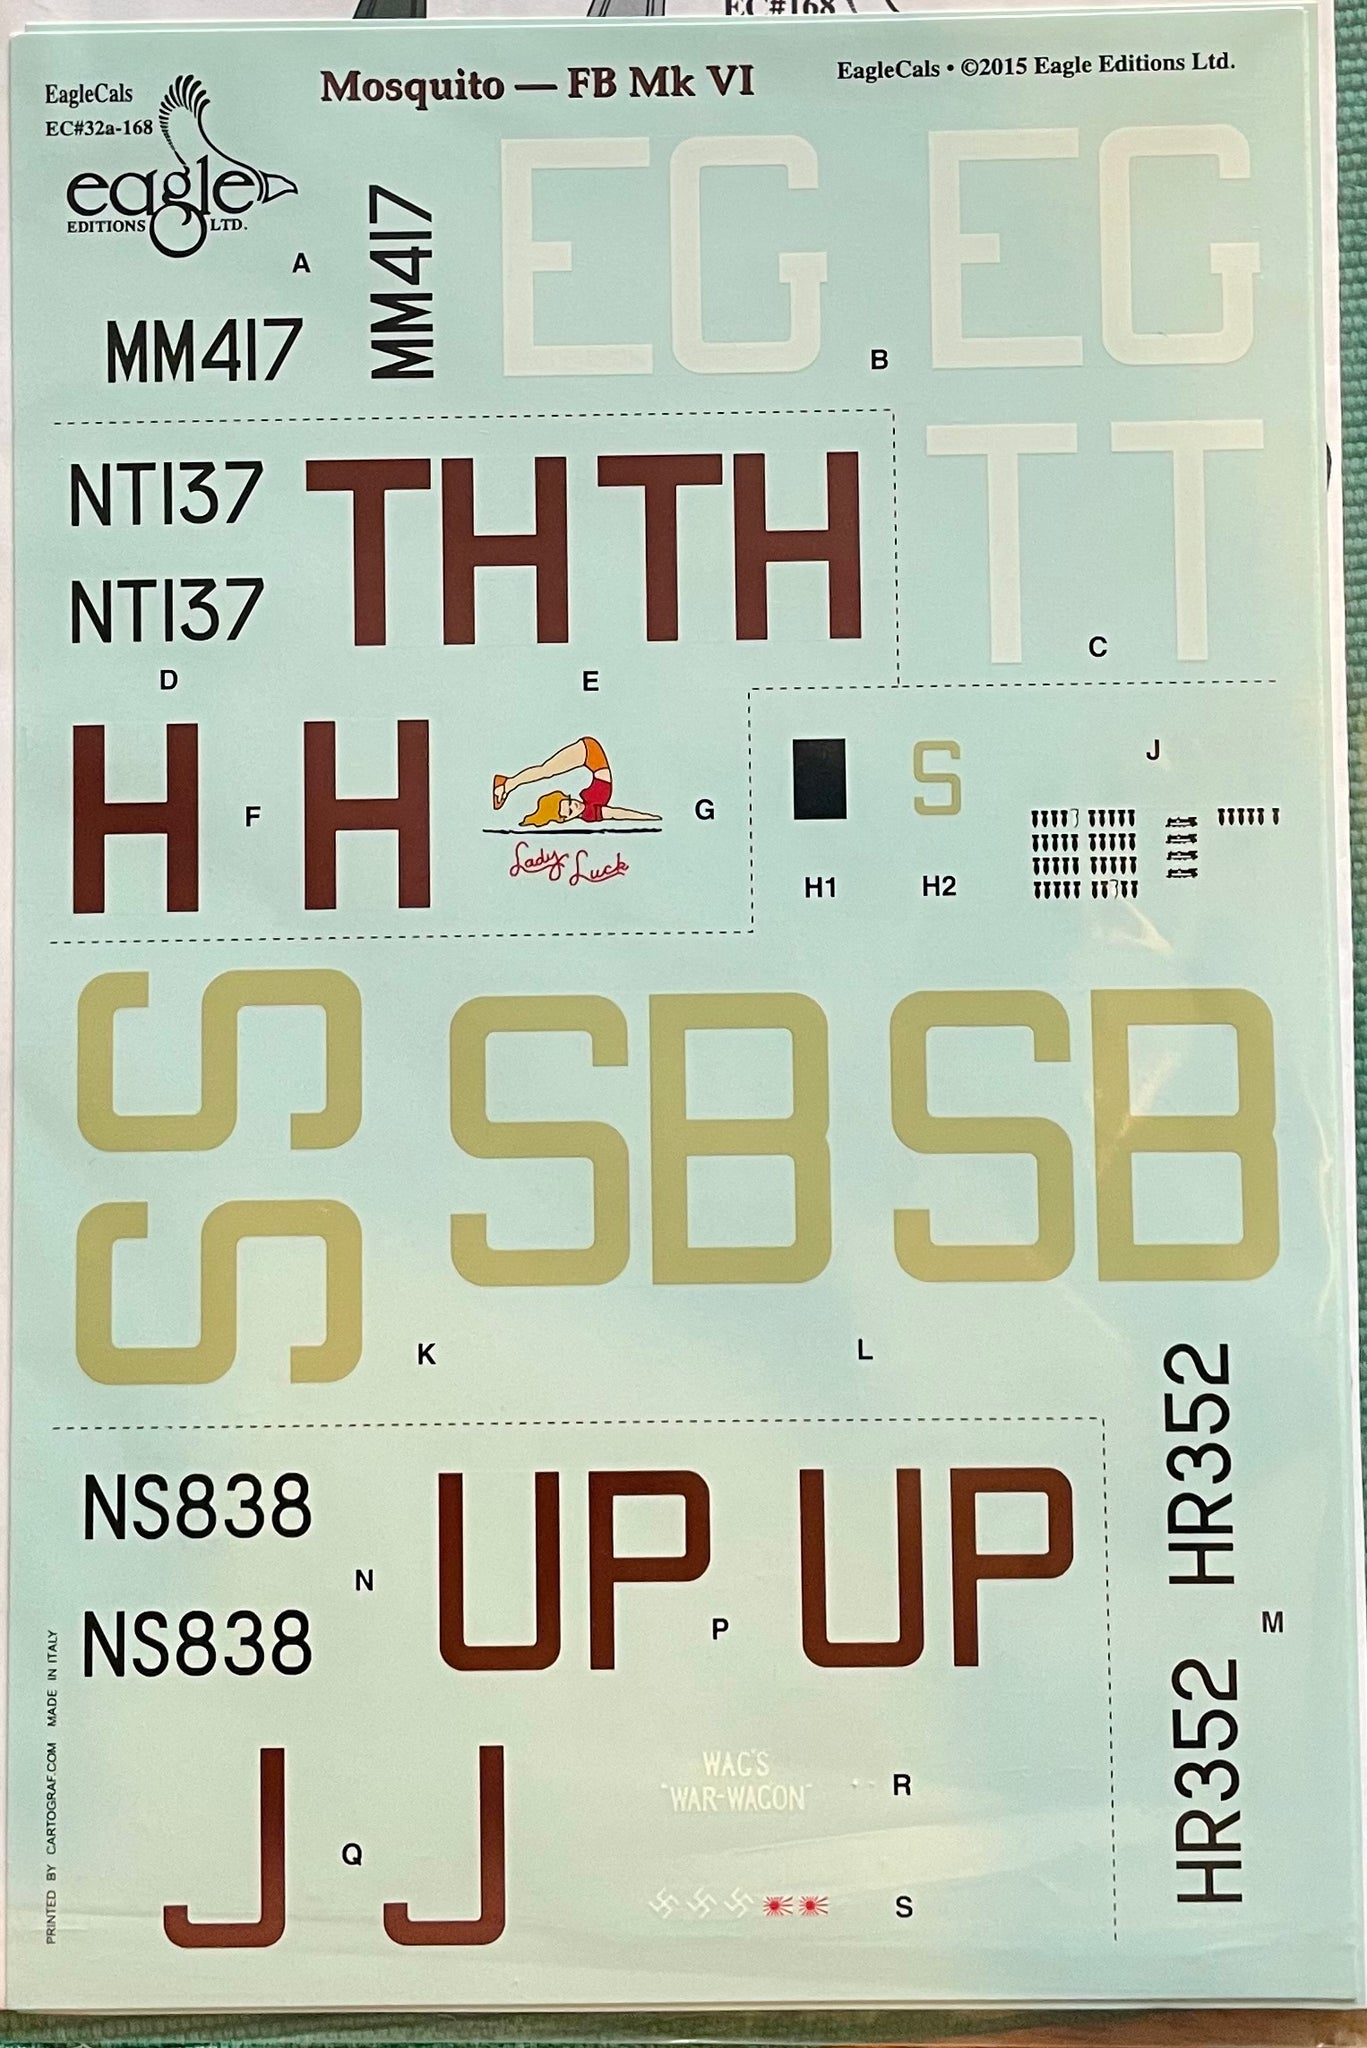 EC#168
EagleCals
EC#32a-168
Mosquito — FB Mk VI
EagleCals • ©2015 Eagle Editions Ltd.
eagle
EDITIONS LTD.
A
MM417
MM417
EG
EG
B
NT137
NT137
D
TH
TH
E
T T
C
H
F
H
Lady Luck
G
H1
S
H2
J
S
S
K
SB
SB
L
HR352
HR352
M
NS838
NS838
N
UP
P
UP
J
Q
J
WAG'S
"WAR-WAGON"
R
S
PRINTED BY CARTOGRAF.COM MADE IN ITALY